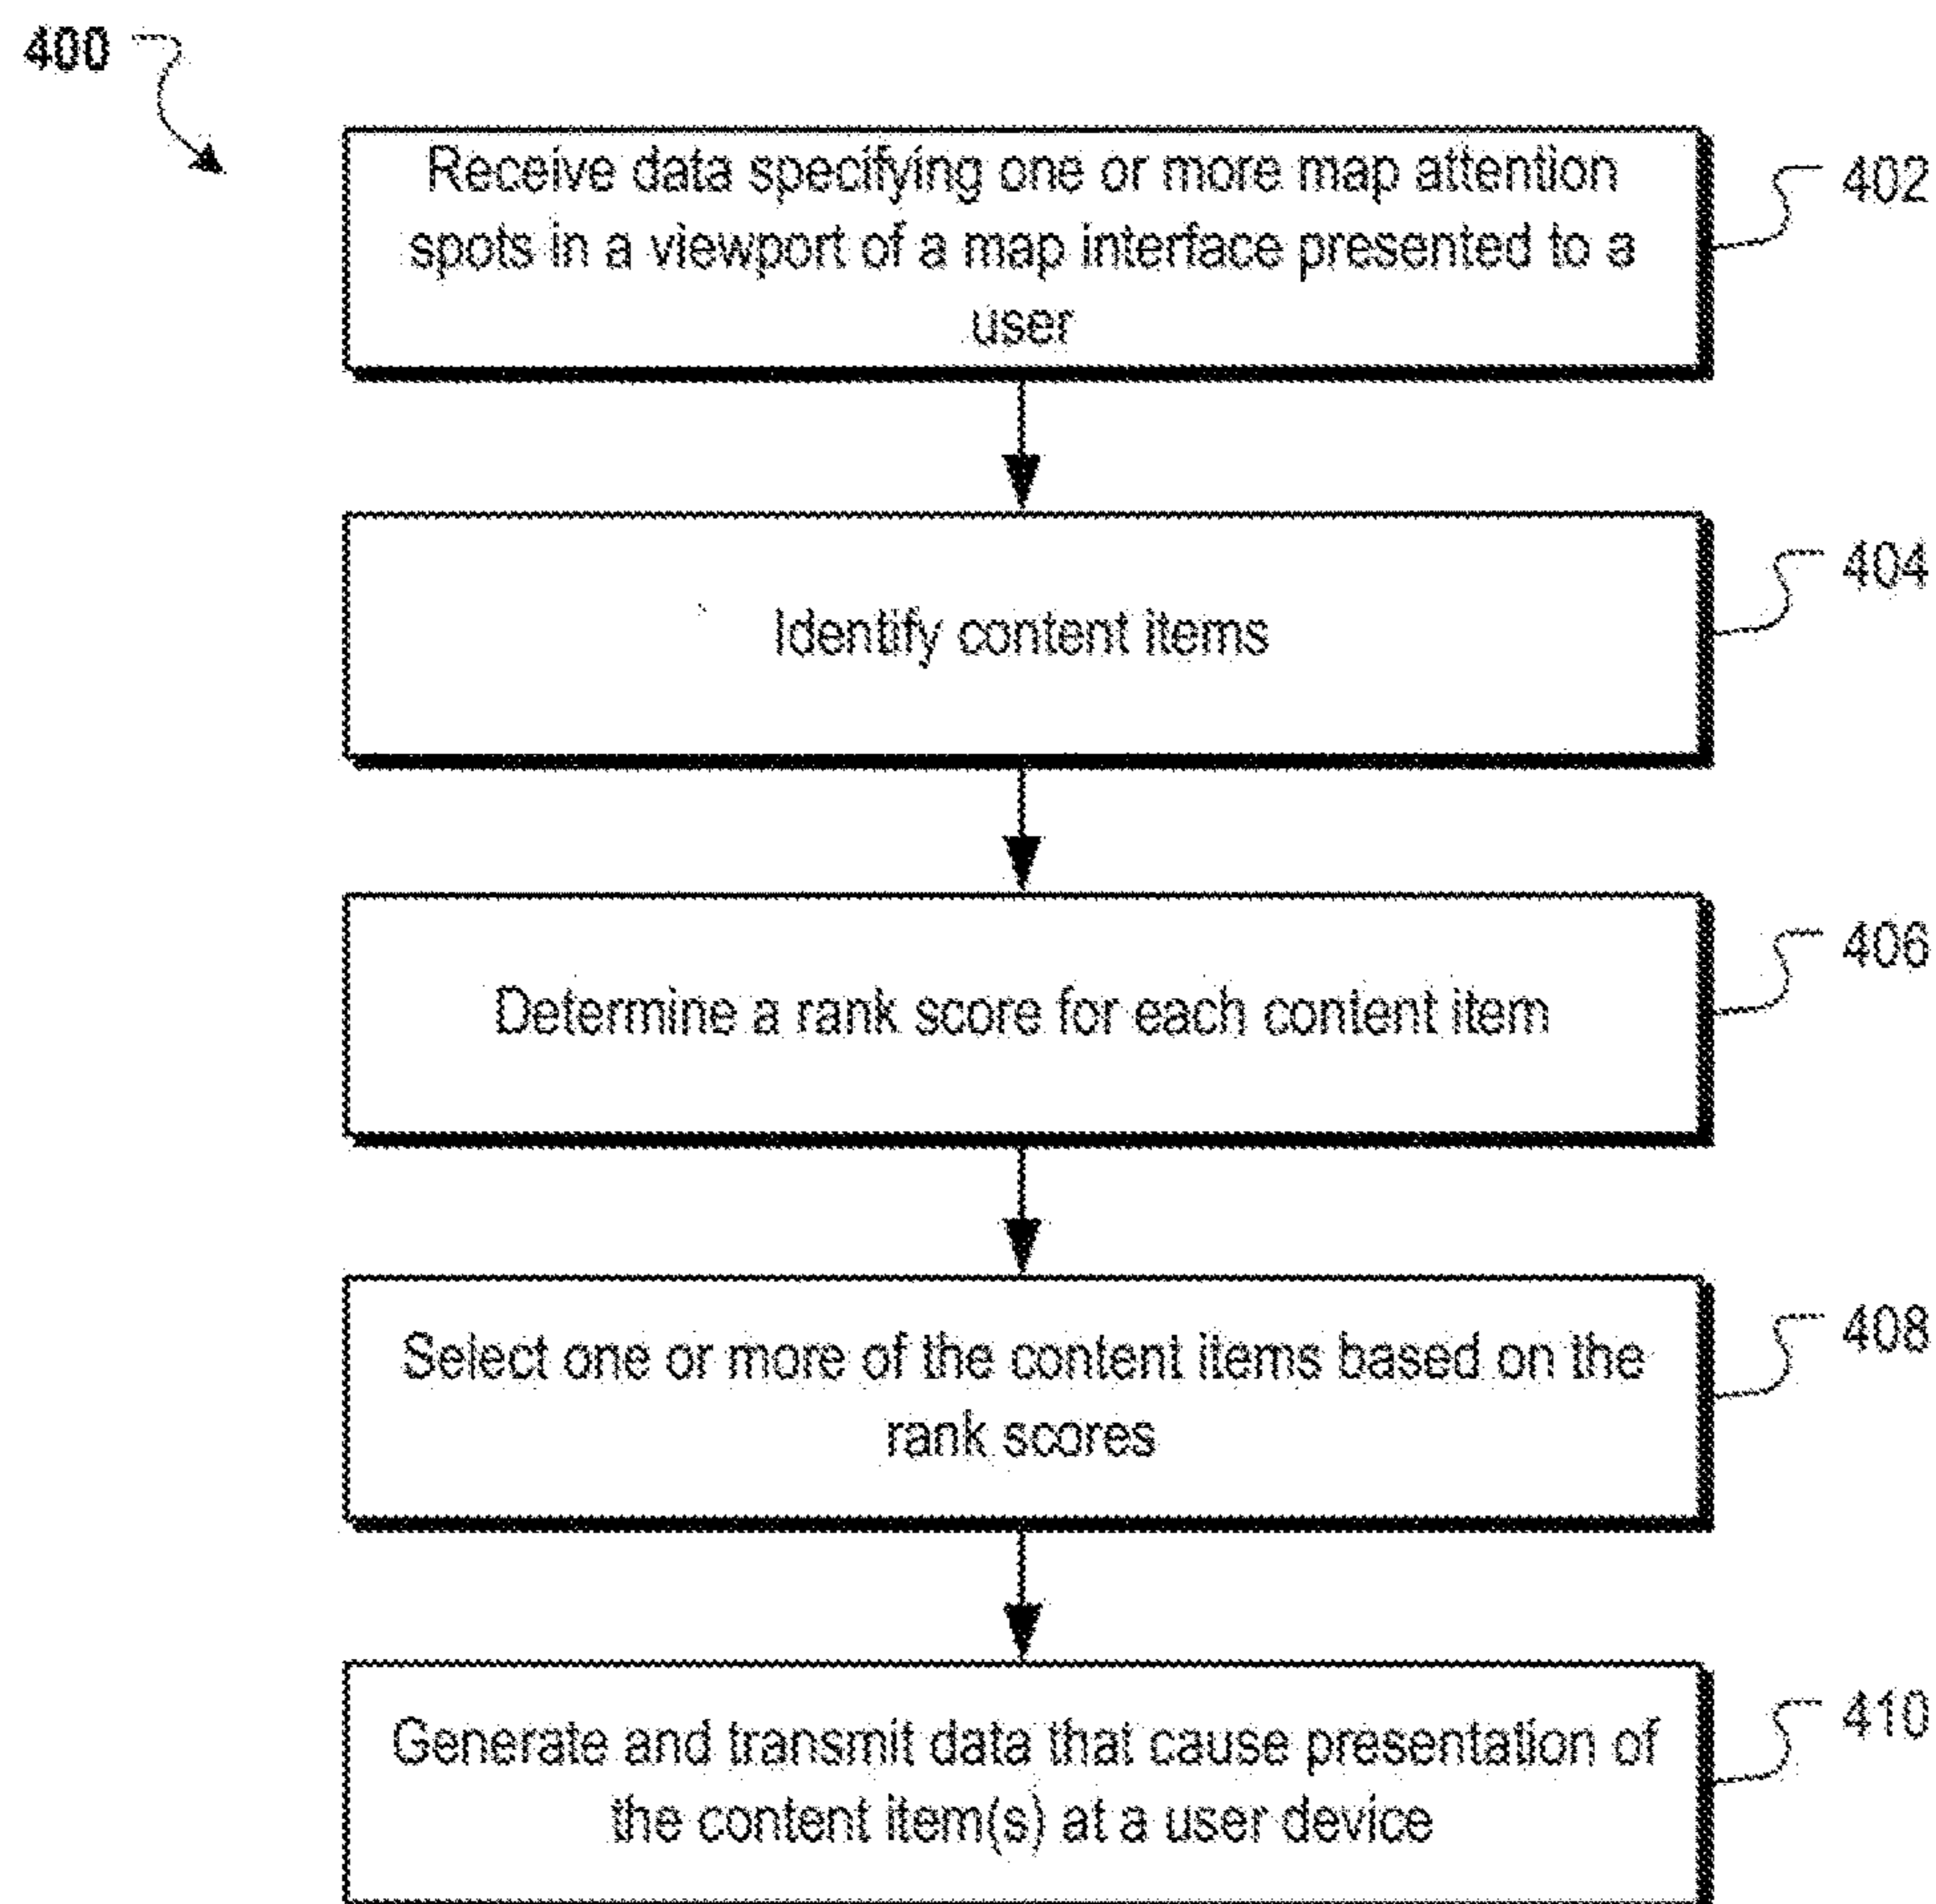 400
Receive data specifying one or more map attention
spots in a viewport of a map interface presented to a
user
402
Identify content items
404
Determine a rank score for each content item
406
Select one or more of the content items based on the
rank scores
408
Generate and transmit data that cause presentation of
the content item(s) at a user device
410